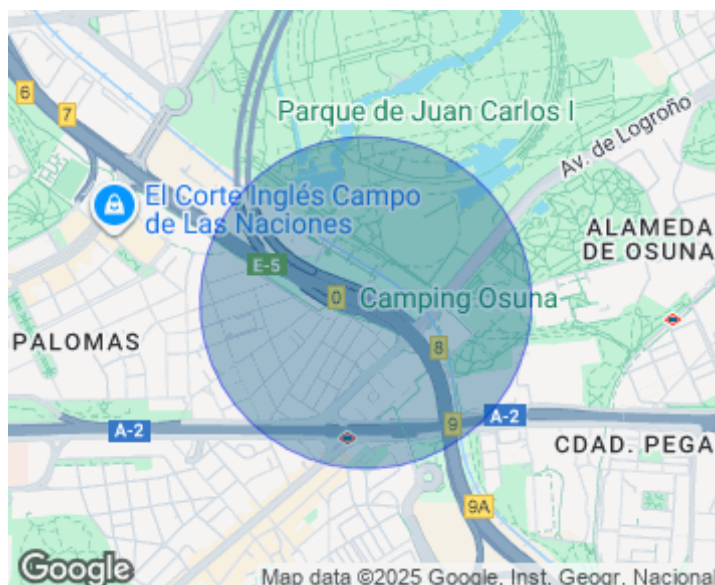 6
7
Parque de Juan Carlos I
Av. de Logroño
El Corte Inglés Campo
de Las Naciones
ALAMEDA
DE OSUNA
E-5
0
Camping Osuna
PALOMAS
8
A-2
9
A-2
CDAD. PEGA
9A
Google
Map data ©2025 Google, Inst. Geogr. Nacional